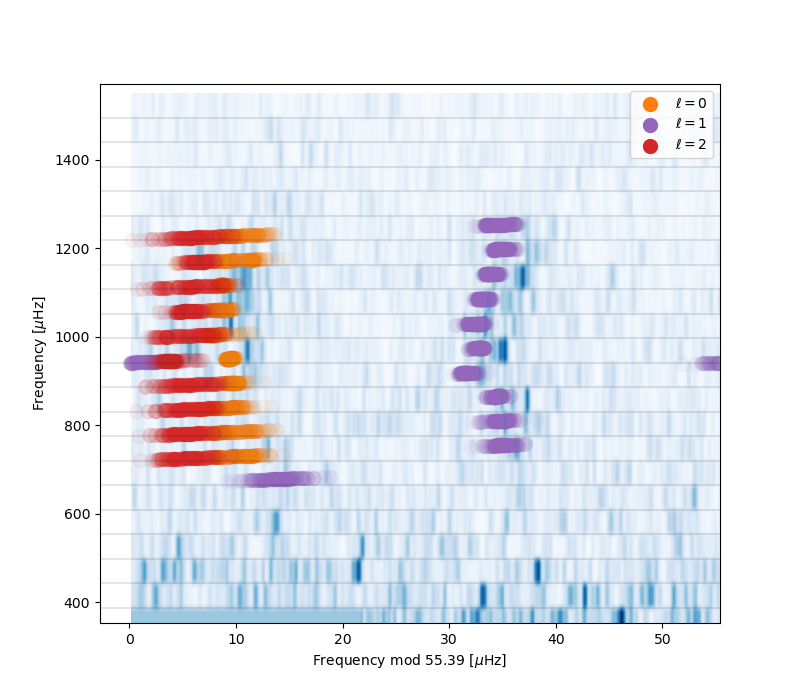 ℓ = 0
ℓ = 1
ℓ = 2
1400
1200
1000
800
600
400
Frequency [μHz]
0 10 20 30 40 50
Frequency mod 55.39 [μHz]